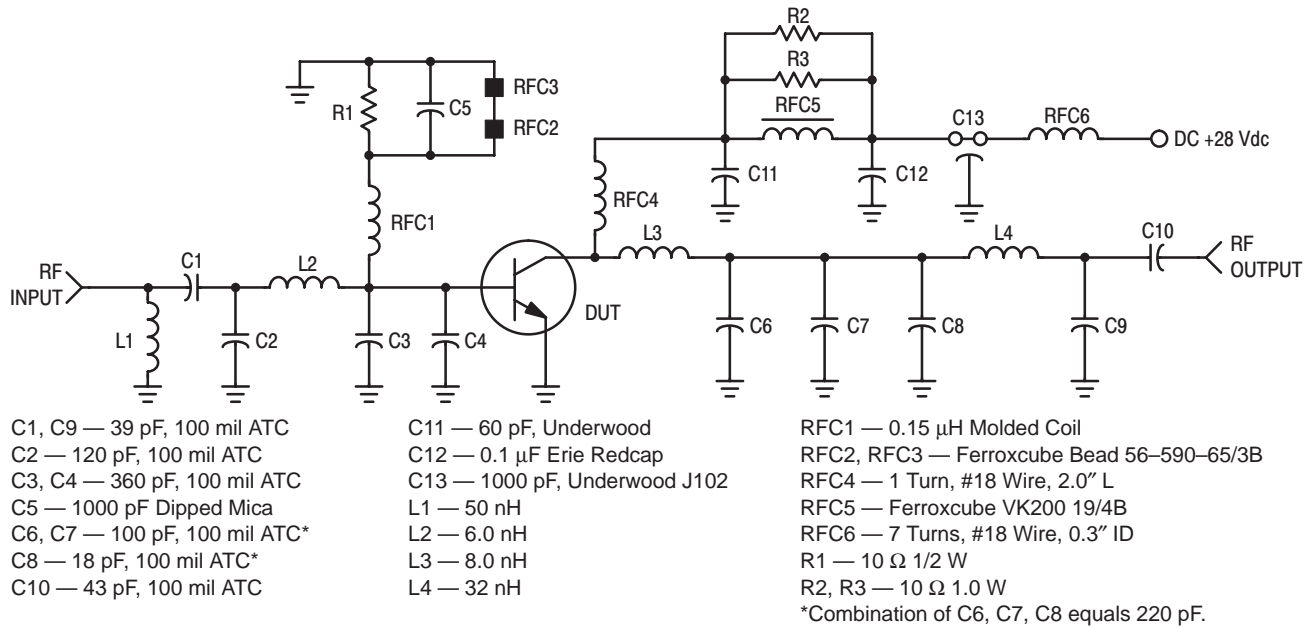 R2
R3
RFC5
RFC3
R1
C5
RFC2
C13
RFC6
DC +28 Vdc
C11
C12
RFC4
RFC1
L3
L4
C10
RF
INPUT
C1
L2
RF
OUTPUT
DUT
L1
C2
C3
C4
C6
C7
C8
C9
C1, C9 — 39 pF, 100 mil ATC
C2 — 120 pF, 100 mil ATC
C3, C4 — 360 pF, 100 mil ATC
C5 — 1000 pF Dipped Mica
C6, C7 — 100 pF, 100 mil ATC*
C8 — 18 pF, 100 mil ATC*
C10 — 43 pF, 100 mil ATC
C11 — 60 pF, Underwood
C12 — 0.1 μF Erie Redcap
C13 — 1000 pF, Underwood J102
L1 — 50 nH
L2 — 6.0 nH
L3 — 8.0 nH
L4 — 32 nH
RFC1 — 0.15 μH Molded Coil
RFC2, RFC3 — Ferroxcube Bead 56–590–65/3B
RFC4 — 1 Turn, #18 Wire, 2.0″ L
RFC5 — Ferroxcube VK200 19/4B
RFC6 — 7 Turns, #18 Wire, 0.3″ ID
R1 — 10 Ω 1/2 W
R2, R3 — 10 Ω 1.0 W
*Combination of C6, C7, C8 equals 220 pF.